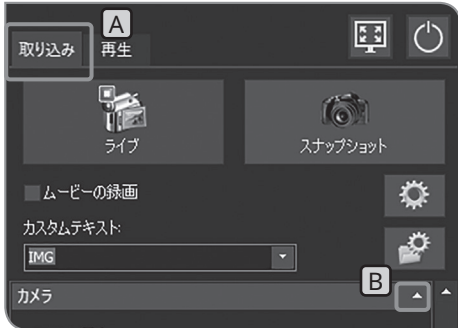 A
取り込み 再生
ライブ スナップショット
ムービーの録画
カスタムテキスト:
IMG
B
カメラ